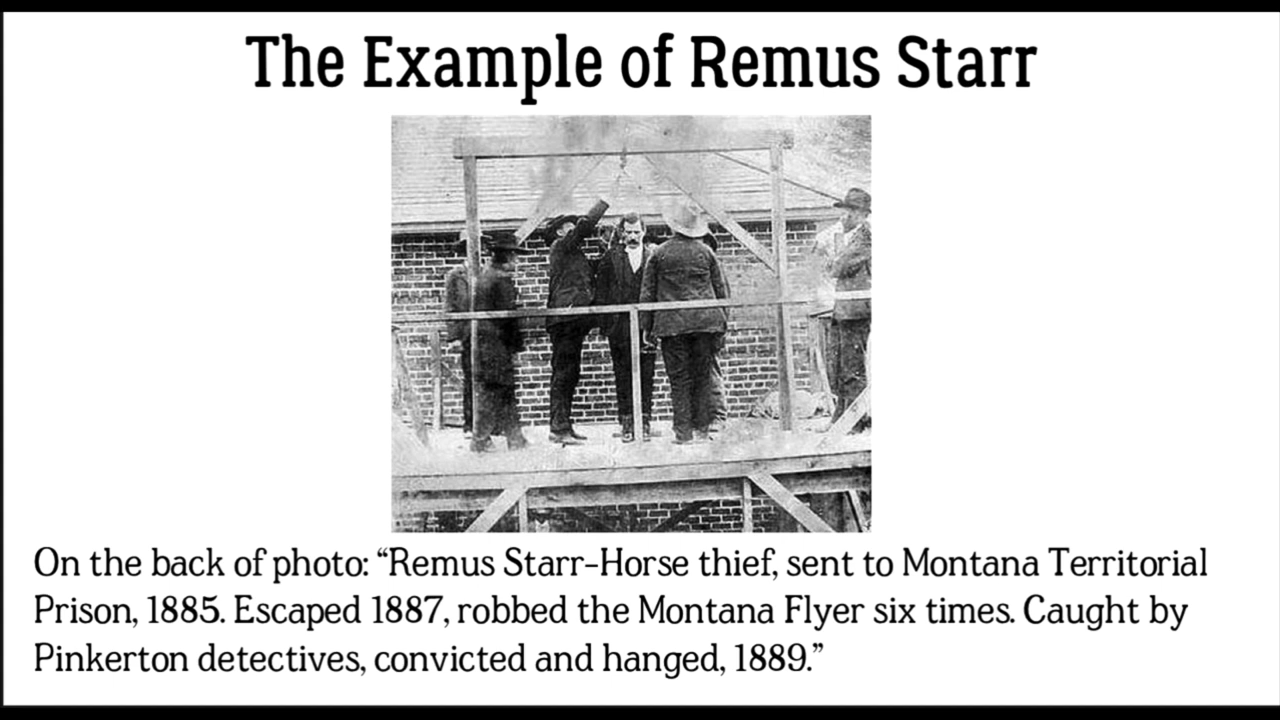 The Example of Remus Starr
On the back of photo: “Remus Starr-Horse thief, sent to Montana Territorial
Prison, 1885. Escaped 1887, robbed the Montana Flyer six times. Caught by
Pinkerton detectives, convicted and hanged, 1889.”